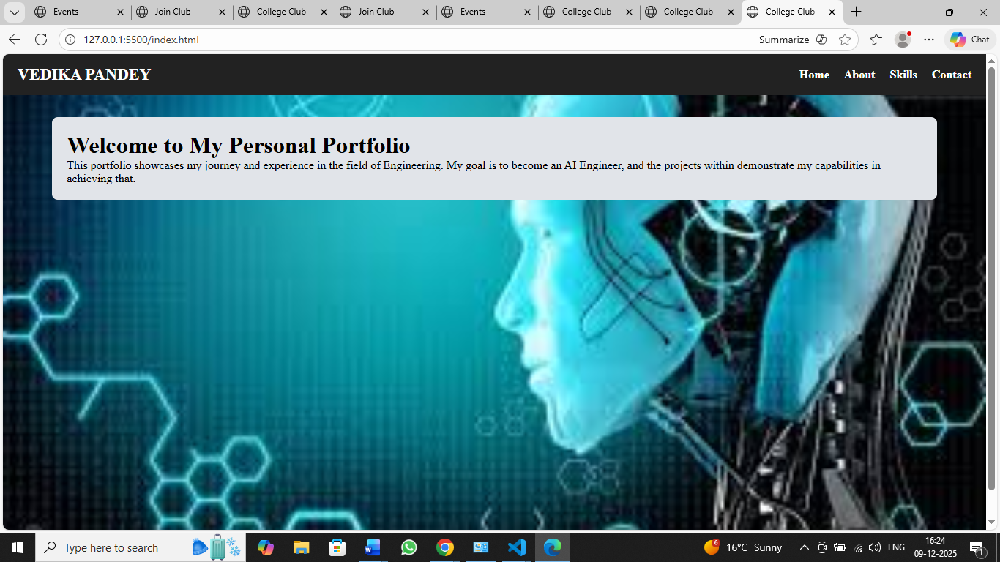 Events
Join Club
College Club -
Join Club
Events
College Club -
College Club -
College Club -
127.0.0.1:5500/index.html
Summarize
Chat
VEDIKA PANDEY
Home About Skills Contact
Welcome to My Personal Portfolio
This portfolio showcases my journey and experience in the field of Engineering. My goal is to become an AI Engineer, and the projects within demonstrate my capabilities in
achieving that.
Type here to search
6
16°C Sunny
ENG
16:24
09-12-2025
1